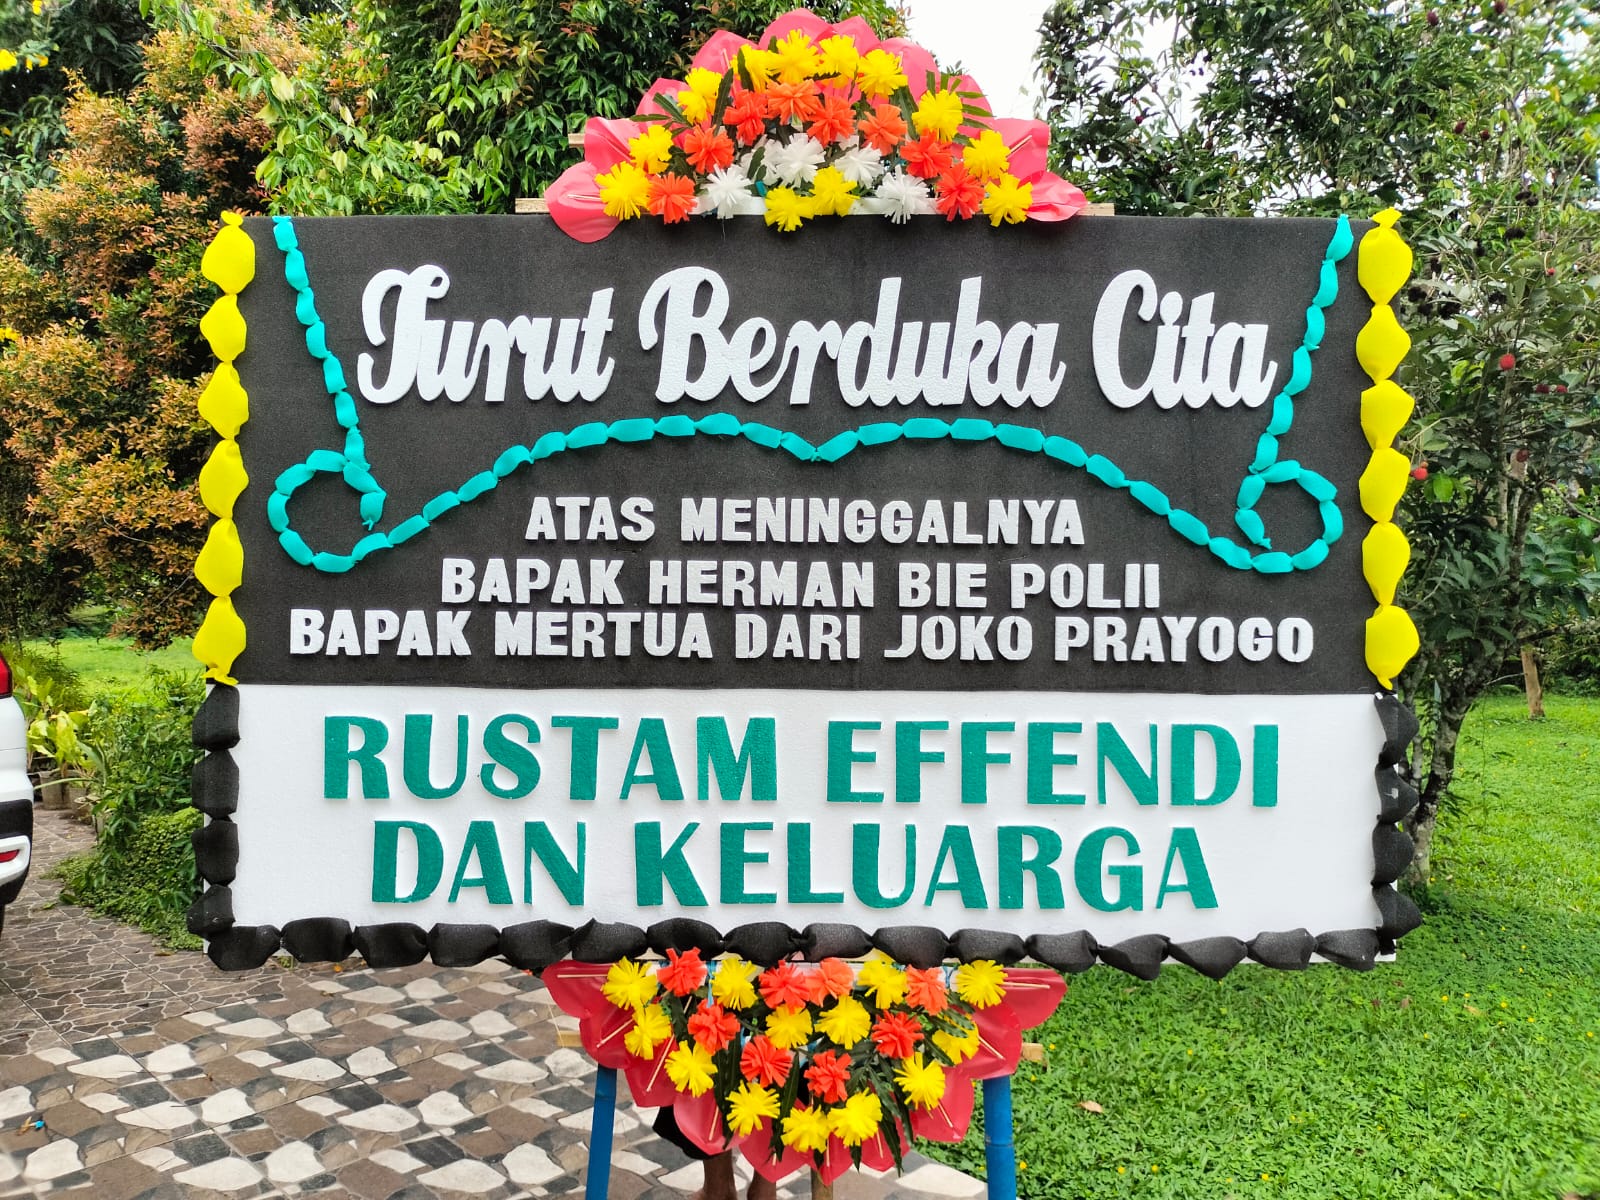 Turut Berduka Cita
ATAS MENINGGALNYA
BAPAK HERMAN BIE POLII
BAPAK MERTUA DARI JOKO PRAYOGO
RUSTAM EFFENDI
DAN KELUARGA